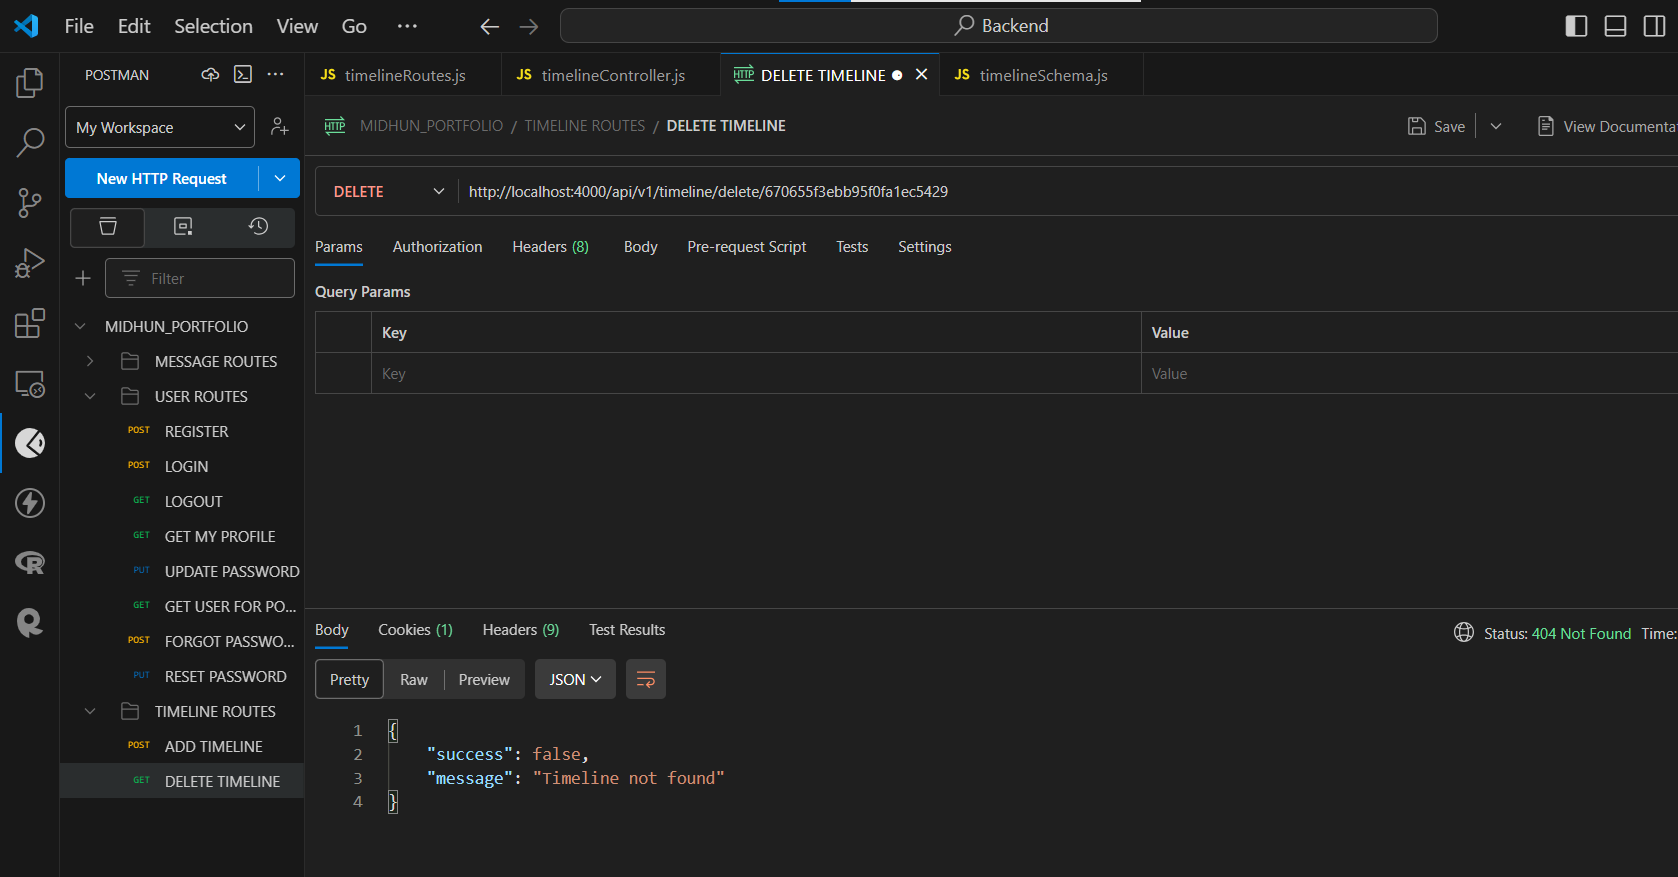 File Edit Selection View Go ··· Backend
POSTMAN
JS timelineRoutes.js JS timelineController.js HTTP DELETE TIMELINE JS timelineSchema.js
My Workspace
HTTP MIDHUN_PORTFOLIO / TIMELINE ROUTES / DELETE TIMELINE Save View Documenta
New HTTP Request
DELETE http://localhost:4000/api/v1/timeline/delete/670655f3ebb95f0fa1ec5429
Params Authorization Headers (8) Body Pre-request Script Tests Settings
Filter
Query Params
Key Value
Key Value
MIDHUN_PORTFOLIO
MESSAGE ROUTES
USER ROUTES
POST REGISTER
POST LOGIN
GET LOGOUT
GET GET MY PROFILE
PUT UPDATE PASSWORD
GET GET USER FOR PO...
POST FORGOT PASSWO...
PUT RESET PASSWORD
TIMELINE ROUTES
POST ADD TIMELINE
GET DELETE TIMELINE
Body Cookies (1) Headers (9) Test Results Status: 404 Not Found Time:
Pretty Raw Preview JSON
1 {
2 "success": false,
3 "message": "Timeline not found"
4 }